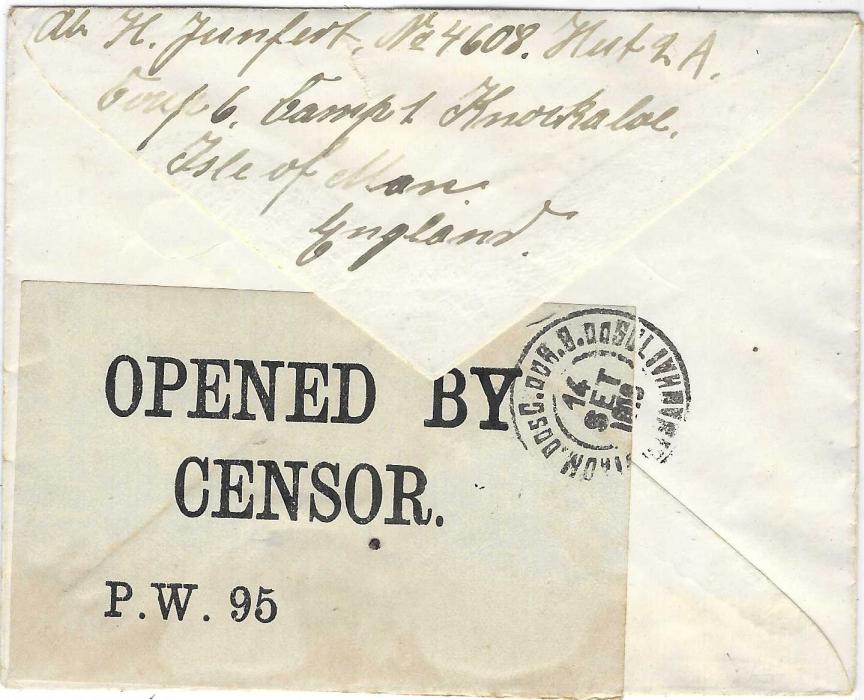 Ab H. Junfert. No 4608. Hut 2 A.
Comp 6. Camp 1 Knockaloe.
Isle of Man.
England.
OPENED BY
CENSOR.
P.W. 95
14
SET